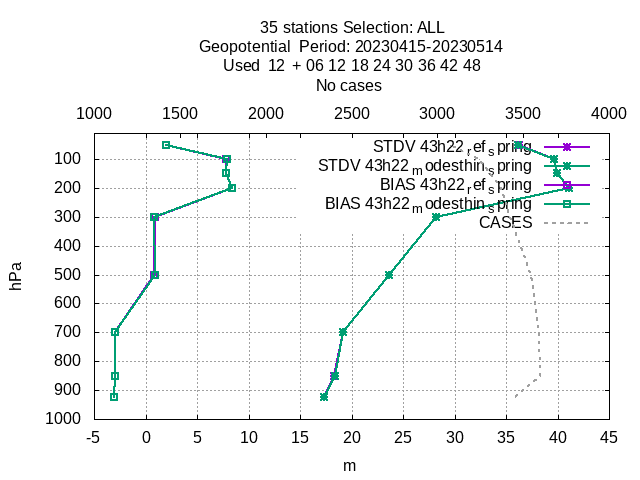 35 stations Selection: ALL
Geopotential Period: 20230415-20230514
Used 12 + 06 12 18 24 30 36 42 48
No cases
1000 1500 2000 2500 3000 3500 4000
STDV 43h22_ref_spring
STDV 43h22_modesthin_spring
BIAS 43h22_ref_spring
BIAS 43h22_modesthin_spring
CASES
100
200
300
400
500
600
700
800
900
1000
hPa
-5 0 5 10 15 20 25 30 35 40 45
m